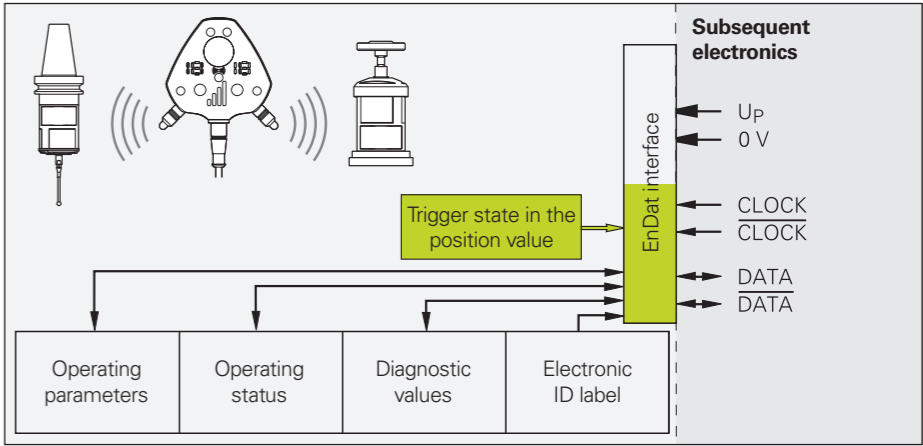 Subsequent
electronics
UP
0 V
EnDat interface
CLOCK
CLOCK
Trigger state in the
position value
DATA
DATA
Operating
parameters
Operating
status
Diagnostic
values
Electronic
ID label